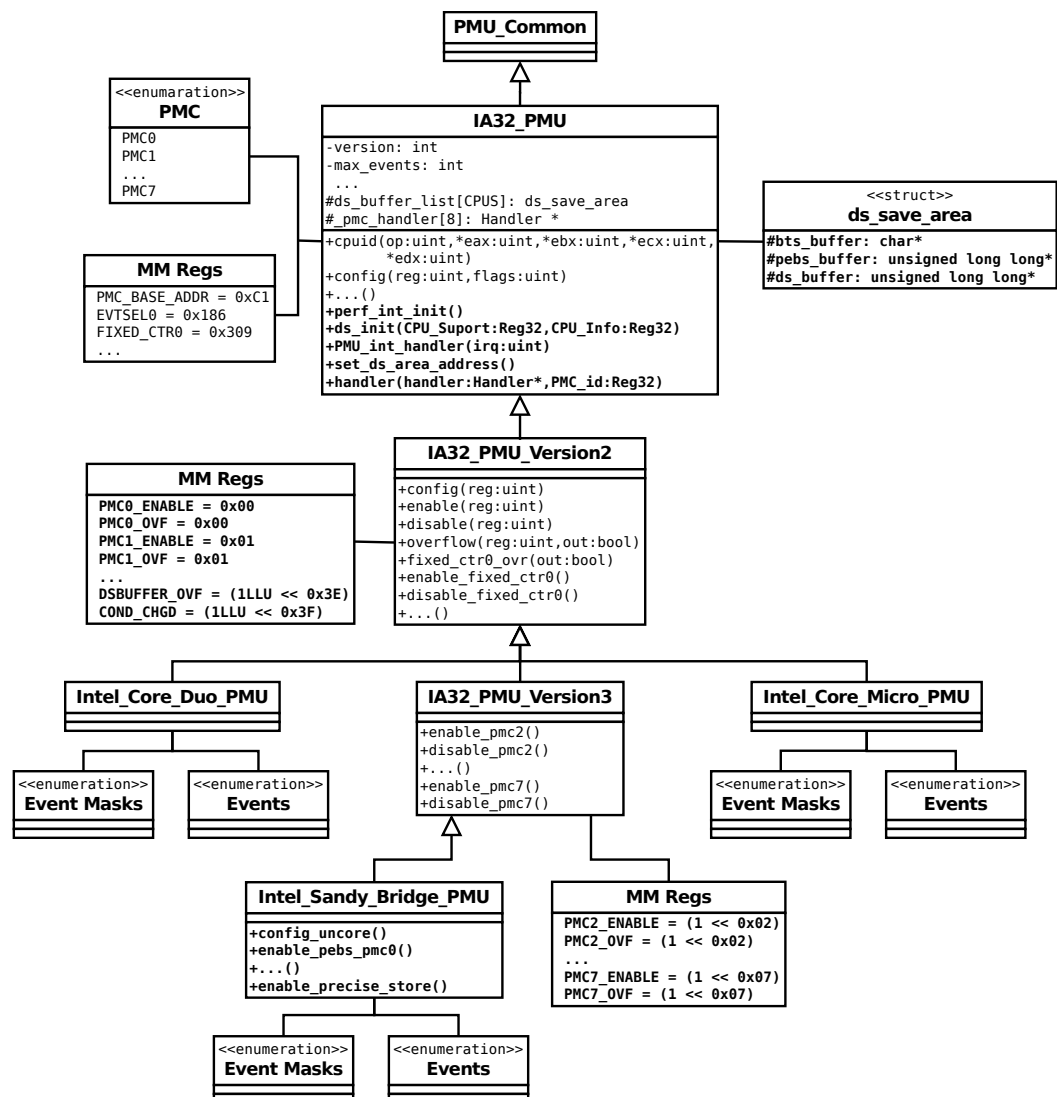 PMU_Common
<<enumaration>>
PMC
PMC0
PMC1
...
PMC7
IA32_PMU
-version: int
-max_events: int
...
#ds_buffer_list[CPUS]: ds_save_area
#_pmc_handler[8]: Handler *
+cpuid(op:uint,*eax:uint,*ebx:uint,*ecx:uint,
*edx:uint)
+config(reg:uint,flags:uint)
+...()
+perf_int_init()
+ds_init(CPU_Suport:Reg32,CPU_Info:Reg32)
+PMU_int_handler(irq:uint)
+set_ds_area_address()
+handler(handler:Handler*,PMC_id:Reg32)
<<struct>>
ds_save_area
#bts_buffer: char*
#pebs_buffer: unsigned long long*
#ds_buffer: unsigned long long*
MM Regs
PMC_BASE_ADDR = 0xC1
EVTSEL0 = 0x186
FIXED_CTR0 = 0x309
...
IA32_PMU_Version2
+config(reg:uint)
+enable(reg:uint)
+disable(reg:uint)
+overflow(reg:uint,out:bool)
+fixed_ctr0_ovr(out:bool)
+enable_fixed_ctr0()
+disable_fixed_ctr0()
+...()
MM Regs
PMC0_ENABLE = 0x00
PMC0_OVF = 0x00
PMC1_ENABLE = 0x01
PMC1_OVF = 0x01
...
DSBUFFER_OVF = (1LLU << 0x3E)
COND_CHGD = (1LLU << 0x3F)
Intel_Core_Duo_PMU
<<enumeration>>
Event Masks
<<enumeration>>
Events
IA32_PMU_Version3
+enable_pmc2()
+disable_pmc2()
+...()
+enable_pmc7()
+disable_pmc7()
Intel_Core_Micro_PMU
<<enumeration>>
Event Masks
<<enumeration>>
Events
Intel_Sandy_Bridge_PMU
+config_uncore()
+enable_pebs_pmc0()
+...()
+enable_precise_store()
MM Regs
PMC2_ENABLE = (1 << 0x02)
PMC2_OVF = (1 << 0x02)
...
PMC7_ENABLE = (1 << 0x07)
PMC7_OVF = (1 << 0x07)
<<enumeration>>
Event Masks
<<enumeration>>
Events